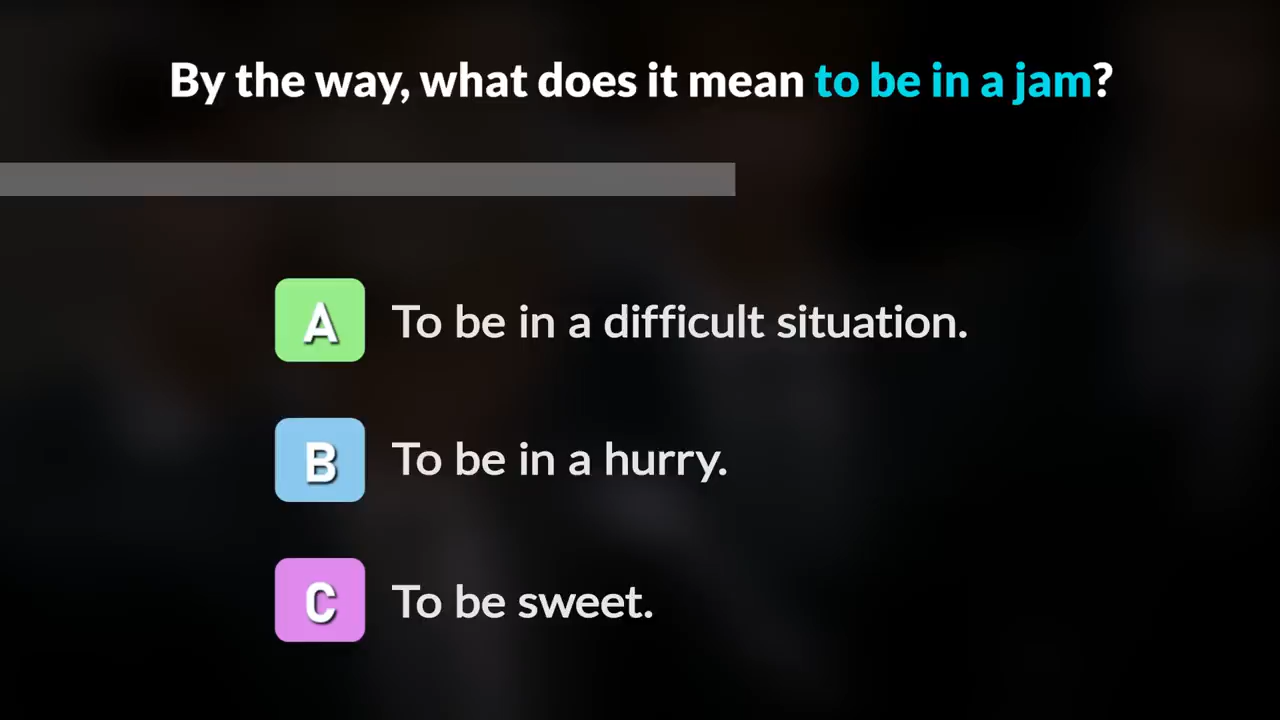 By the way, what does it mean to be in a jam?
A To be in a difficult situation.
B To be in a hurry.
C To be sweet.